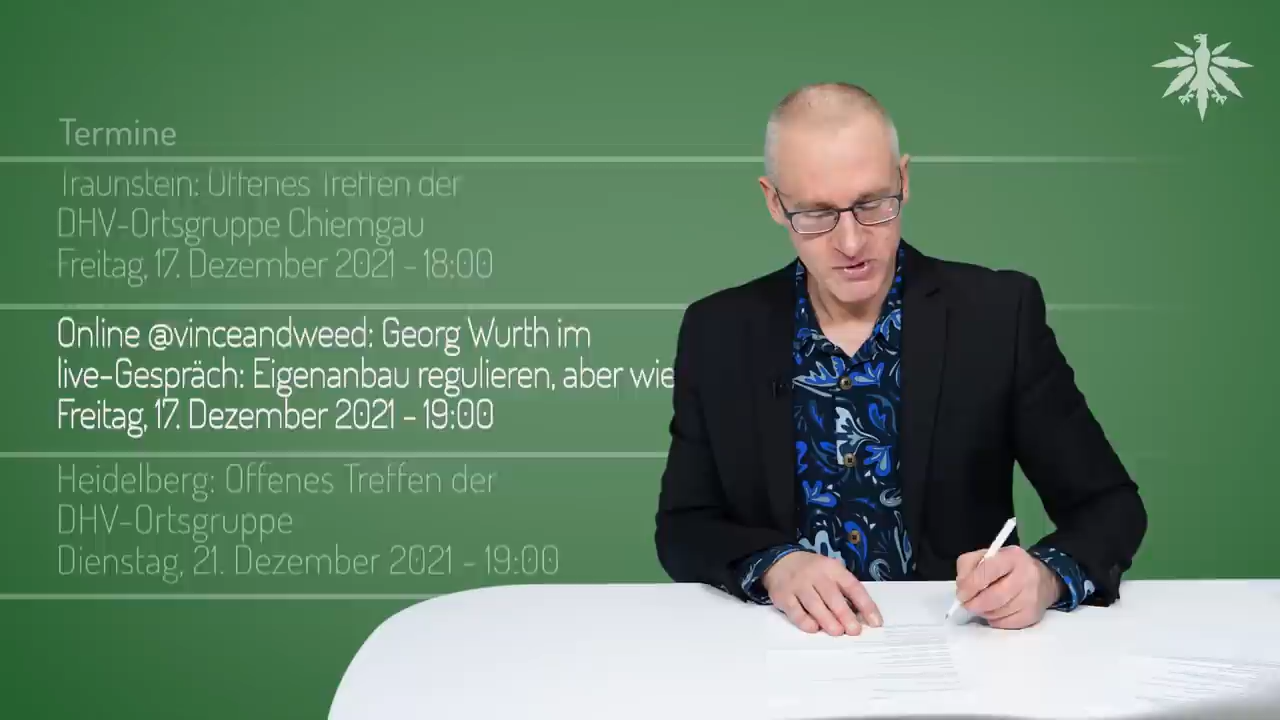 Termine
Traunstein: Offenes Treffen der
DHV-Ortsgruppe Chiemgau
Freitag, 17. Dezember 2021 - 18:00
Online @vinceandweed: Georg Wurth im
live-Gespräch: Eigenanbau regulieren, aber wie
Freitag, 17. Dezember 2021 - 19:00
Heidelberg: Offenes Treffen der
DHV-Ortsgruppe
Dienstag, 21. Dezember 2021 - 19:00